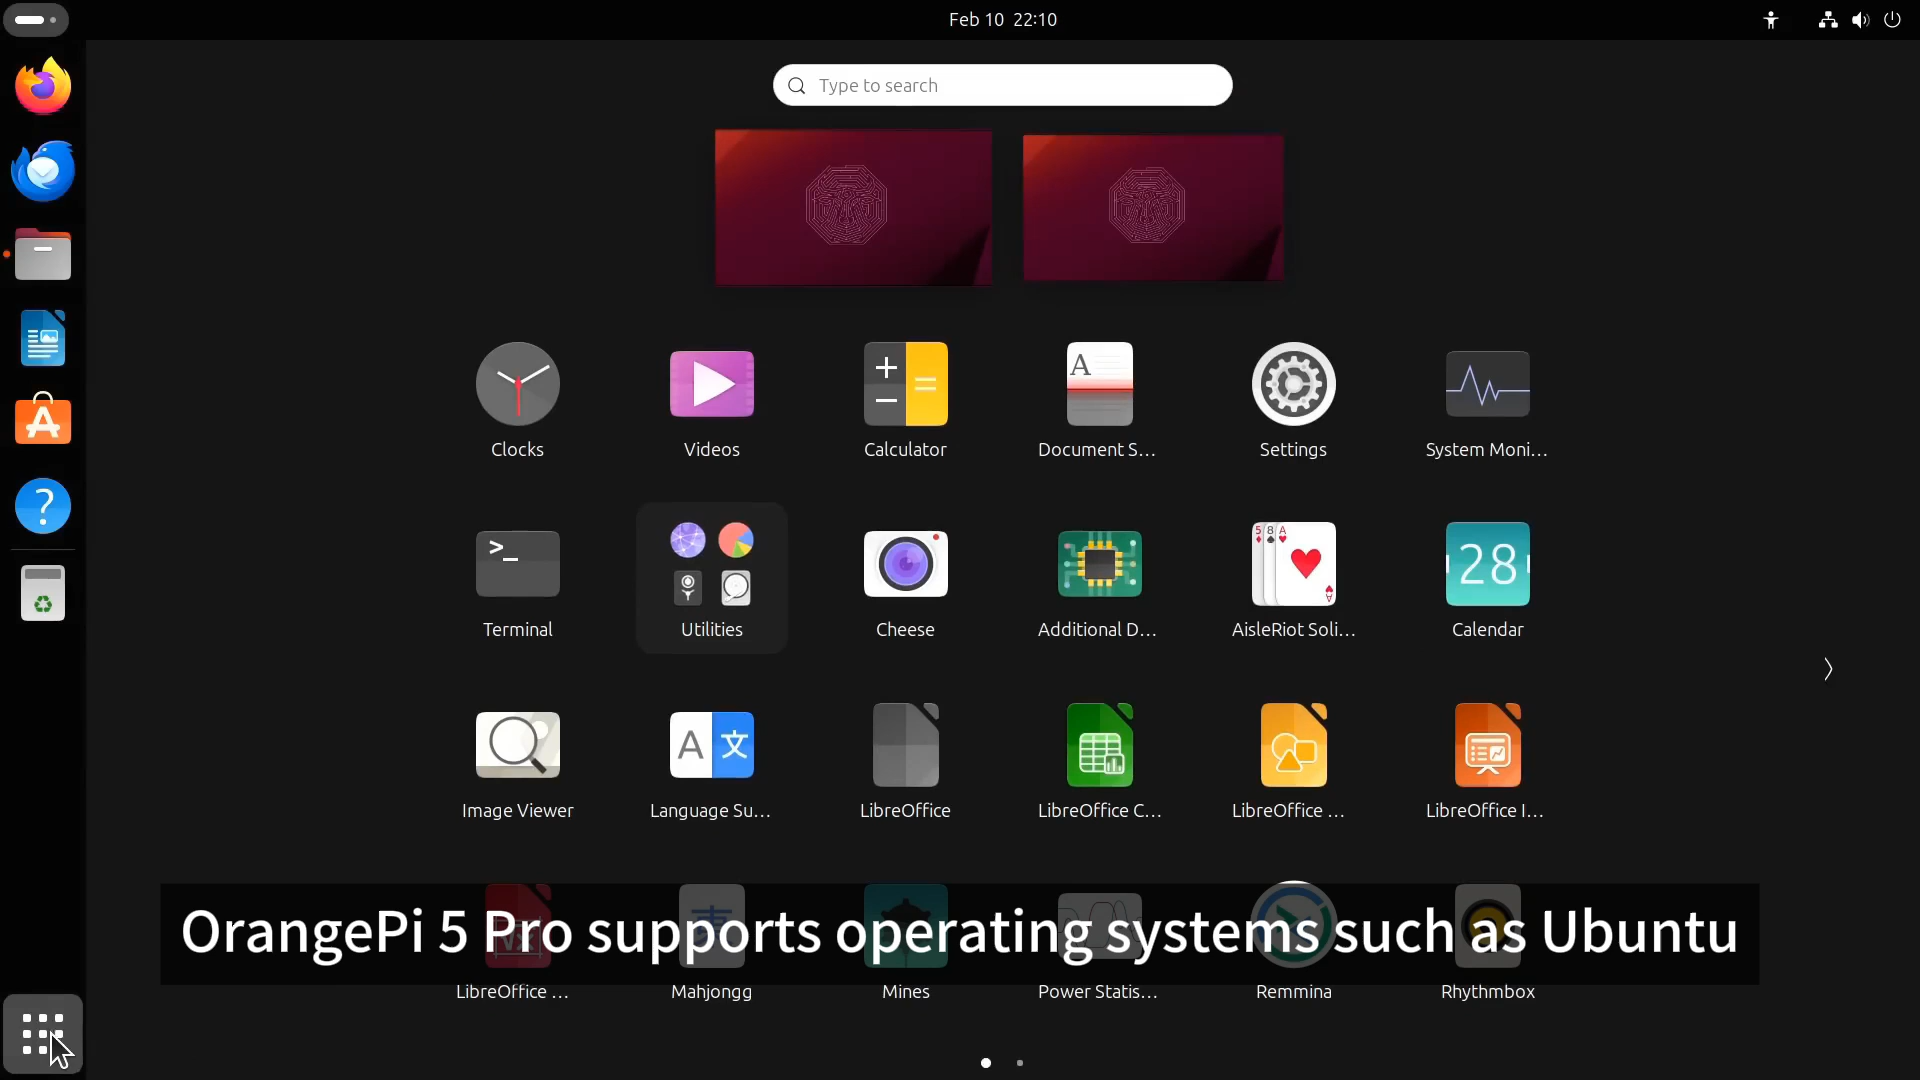 Feb 10 22:10
Type to search
Clocks
Videos
Calculator
Document S...
Settings
System Moni...
Terminal
Utilities
Cheese
Additional D...
AisleRiot Soli...
28
Calendar
Image Viewer
Language Su...
LibreOffice
LibreOffice C...
LibreOffice ...
LibreOffice I...
OrangePi 5 Pro supports operating systems such as Ubuntu
LibreOffice ...
Mahjongg
Mines
Power Statis...
Remmina
Rhythmbox